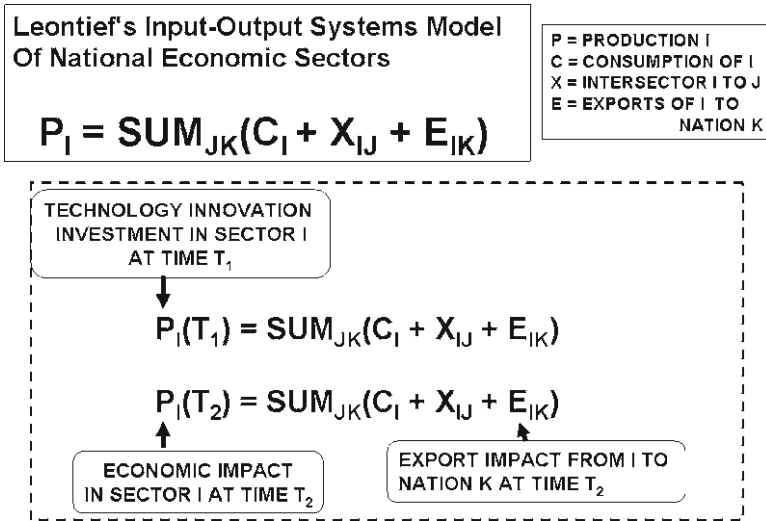 Leontief's Input-Output Systems Model
Of National Economic Sectors
P_I = SUM_JK(C_I + X_IJ + E_IK)
P = PRODUCTION I
C = CONSUMPTION OF I
X = INTERSECTOR I TO J
E = EXPORTS OF I TO
NATION K
TECHNOLOGY INNOVATION
INVESTMENT IN SECTOR I
AT TIME T_1
P_I(T_1) = SUM_JK(C_I + X_IJ + E_IK)
P_I(T_2) = SUM_JK(C_I + X_IJ + E_IK)
ECONOMIC IMPACT
IN SECTOR I AT TIME T_2
EXPORT IMPACT FROM I TO
NATION K AT TIME T_2